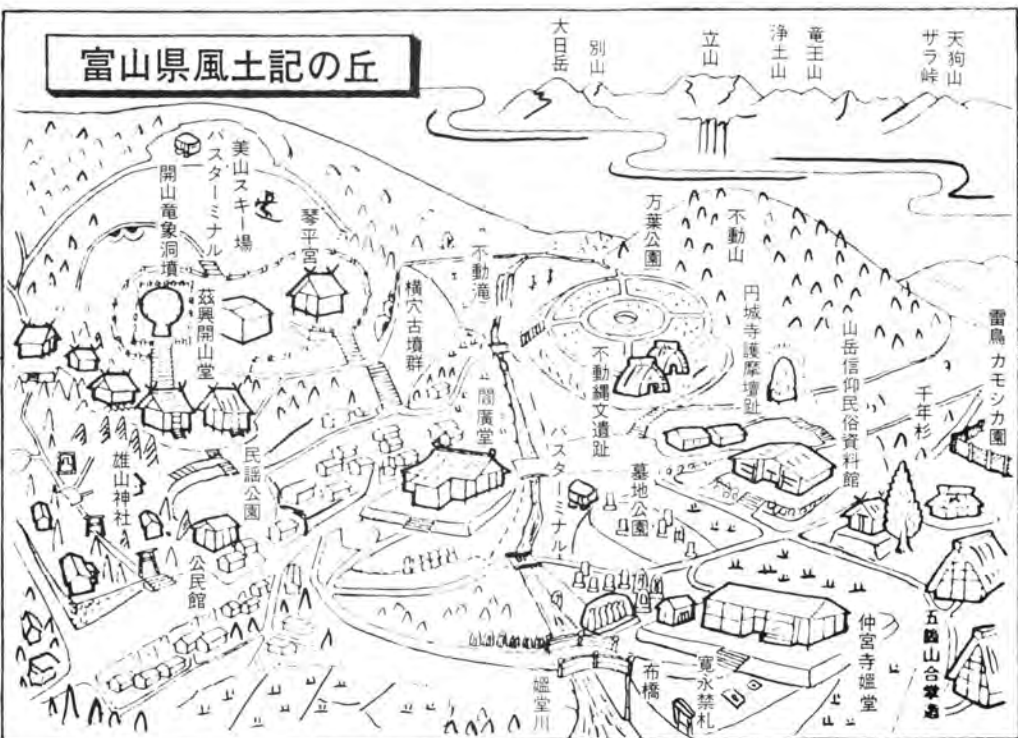 富山県風土記の丘
大日岳
別山
立山
浄土山
竜王山
ザラ峠
天狗山
美山スキー場
バスターミナル
開山竜象洞墳
琴平宮
玆興開山堂
横穴古墳群
不動滝
万葉公園
不動山
不動縄文遺跡
円城寺護摩壇趾
山岳信仰民俗資料館
千年杉
雷鳥カモシカ園
閻魔堂
バスターミナル
墓地公園
雄山神社
民謡公園
公民館
五箇山合掌造
仲宮寺媼堂
寛永禁札
布橋
媼堂川